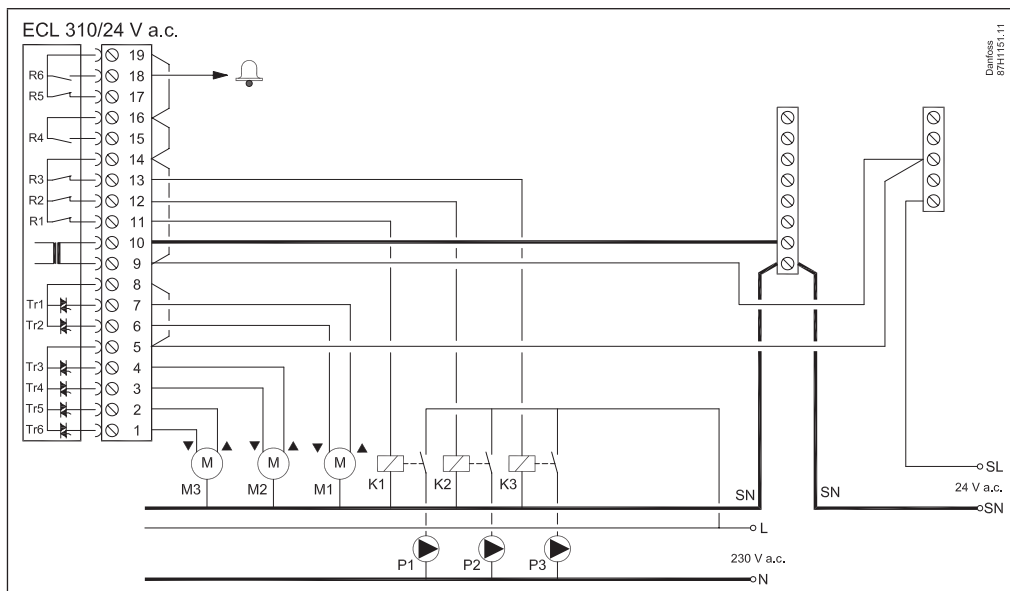 ECL 310/24 V a.c.
Danfoss
87H1151.11
19
R6 18
R5 17
16
R4 15
14
R3 13
R2 12
R1 11
10
9
8
Tr1 7
Tr2 6
5
Tr3 4
Tr4 3
Tr5 2
Tr6 1
M M M
M3 M2 M1 K1 K2 K3
SN SN
SL
24 V a.c.
SN
L
P1 P2 P3
230 V a.c.
N